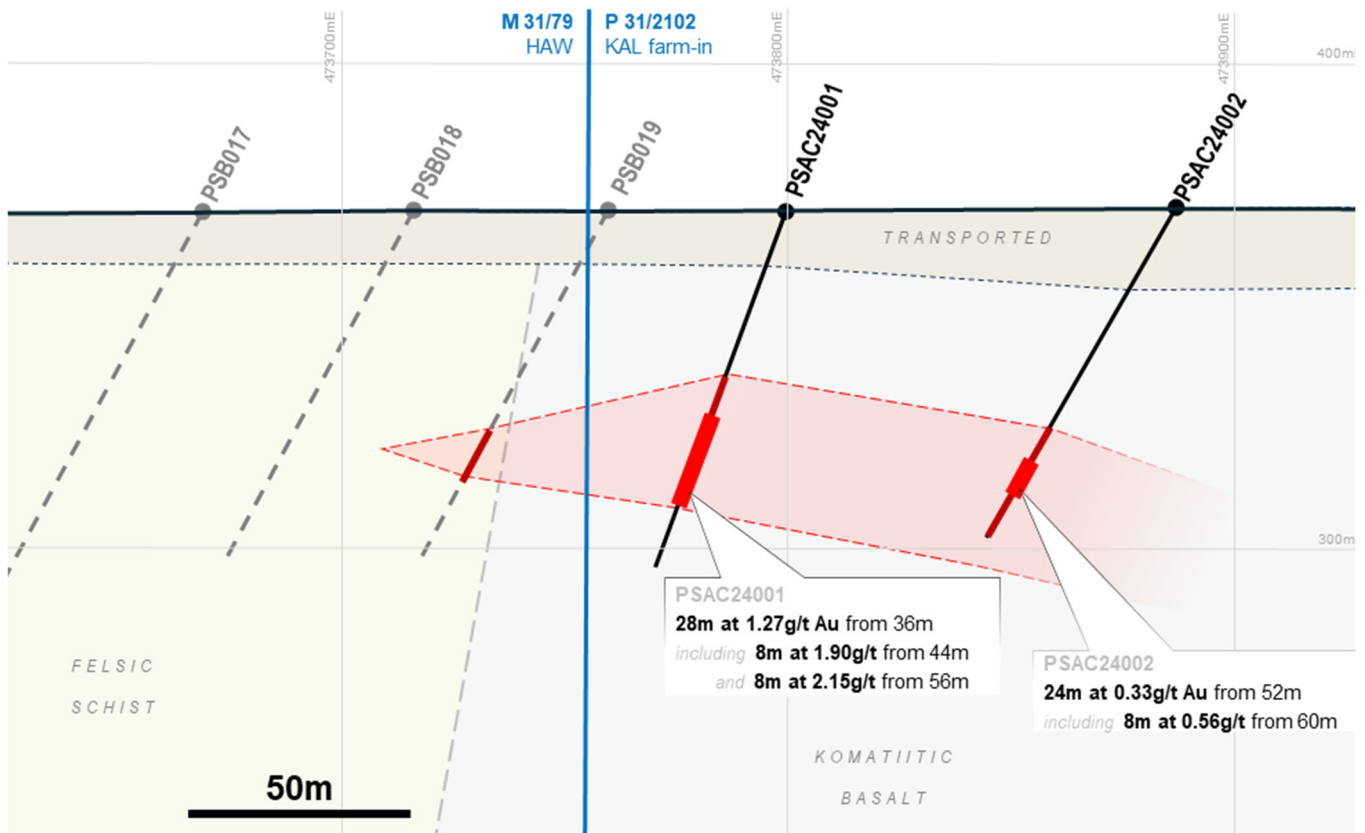 M 31/79
HAW
P 31/2102
KAL farm-in
473700mE
473800mE
473900mE
PSB017
PSB018
PSB019
PSAC24001
PSAC24002
TRANSPORTED
300m
PSAC24001
28m at 1.27g/t Au from 36m
including 8m at 1.90g/t from 44m
and 8m at 2.15g/t from 56m
PSAC24002
24m at 0.33g/t Au from 52m
including 8m at 0.56g/t from 60m
FELSIC
SCHIST
KOMATIITIC
BASALT
50m